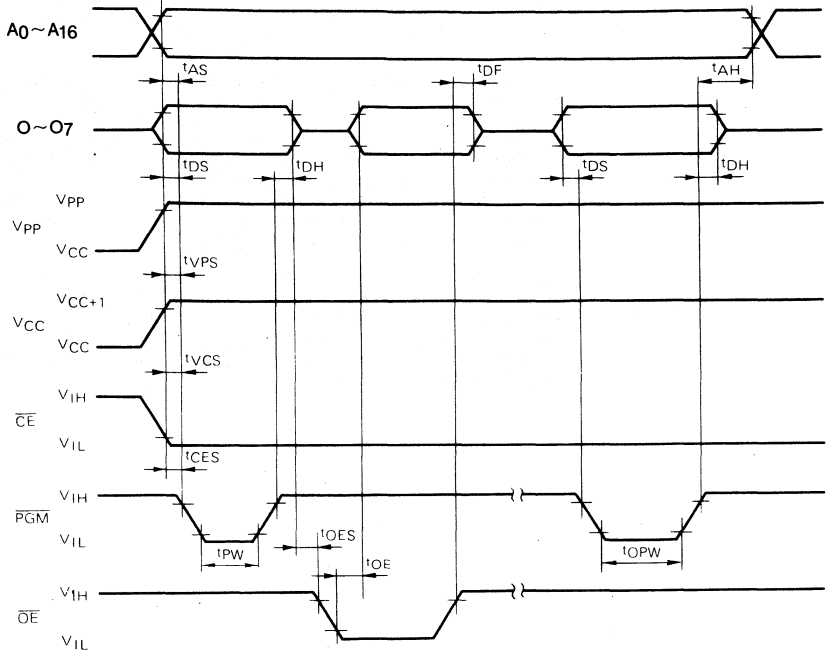 A0~A16
tAS
tDF
tAH
O~O7
tDS
tDH
tDS
tDH
VPP
VPP
VCC
tVPS
VCC+1
VCC
VCC
tVCS
VIH
CE
VIL
tCES
VIH
PGM
VIL
tPW
tOES
tOE
tOPW
VIH
OE
VIL